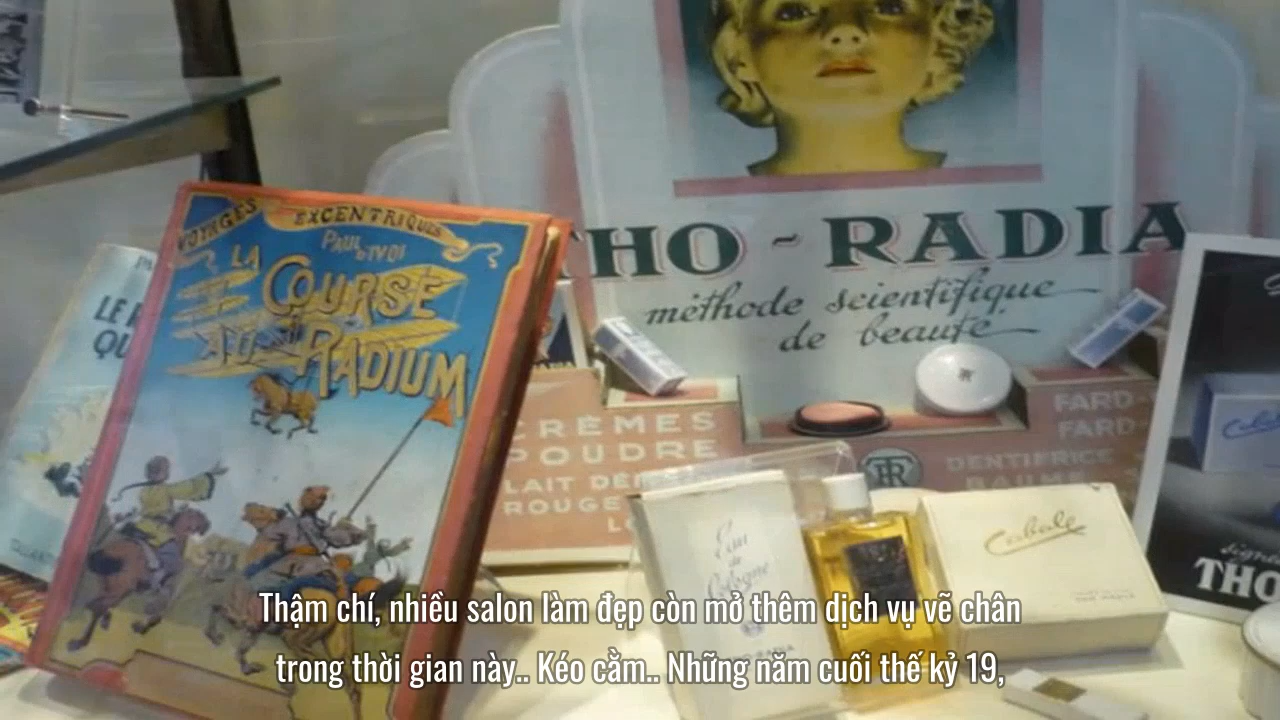 VOYAGES EXCENTRIQUES
PAUL D'IVOI
LA
COURSE
AU
RADIUM
THO-RADIA
méthode scientifique
de beauté
CRÈMES
POUDRE
LAIT
ROUGE
FARD
FARD
DENTIFRICE
BAUME
TR
Eau
de
Cologne
Cabale
THO
Thậm chí, nhiều salon làm đẹp còn mở thêm dịch vụ vẽ chân
trong thời gian này.. Kéo cằm.. Những năm cuối thế kỷ 19,